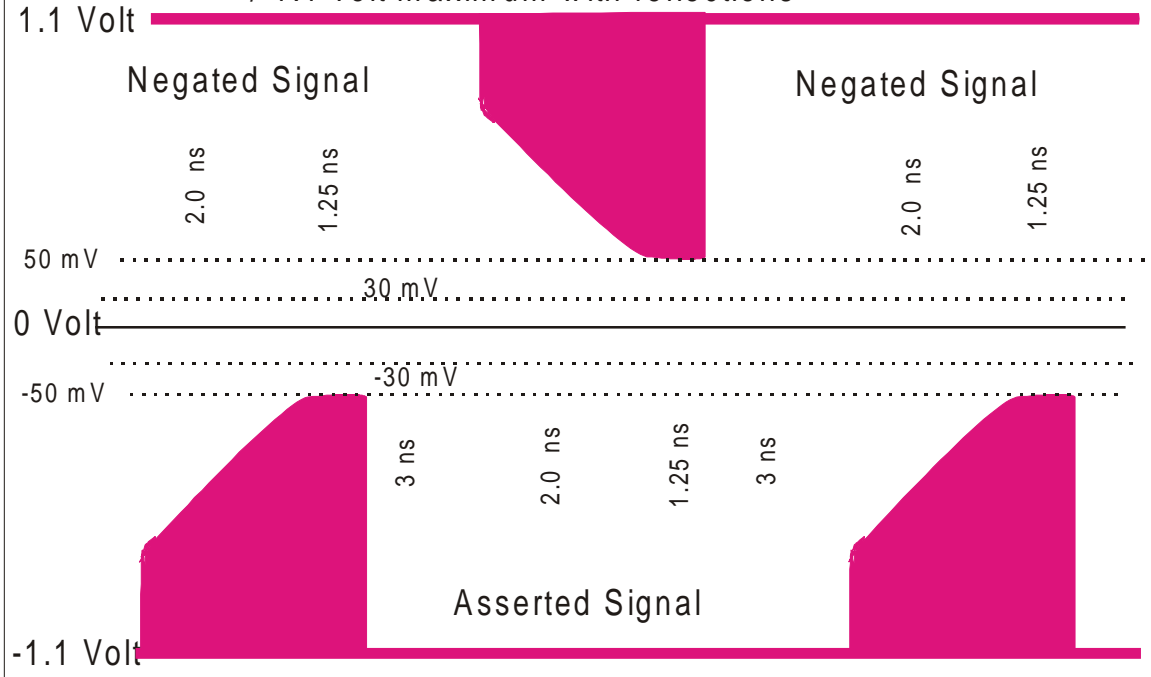 1.1 Volt
Negated Signal
Negated Signal
2.0 ns
1.25 ns
2.0 ns
1.25 ns
50 mV
30 mV
0 Volt
-30 mV
-50 mV
3 ns
2.0 ns
1.25 ns
3 ns
Asserted Signal
-1.1 Volt